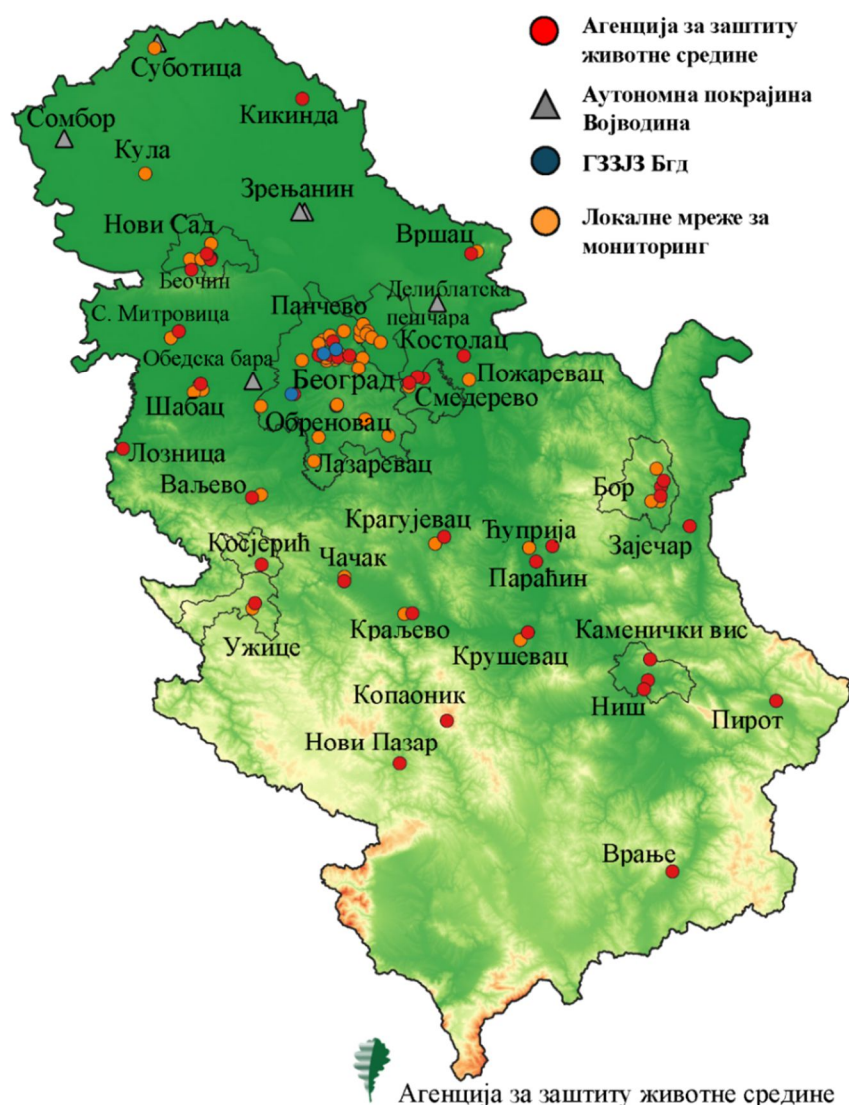 Агенција за заштиту
животне средине
Аутономна покрајина
Војводина
ГЗЗЈЗ Бгд
Локалне мреже за
мониторинг
Суботица
Кикинда
Сомбор
Кула
Зрењанин
Нови Сад
Вршац
Беочин
Делиблатска
пешчара
Панчево
С. Митровица
Костолац
Обедска бара
Београд
Пожаревац
Смедерево
Шабац
Обреновац
Лозница
Лазаревац
Ваљево
Бор
Крагујевац
Ћуприја
Зајечар
Косјерић
Чачак
Параћин
Краљево
Каменички вис
Ужице
Крушевац
Копаоник
Ниш
Пирот
Нови Пазар
Врање
Агенција за заштиту животне средине